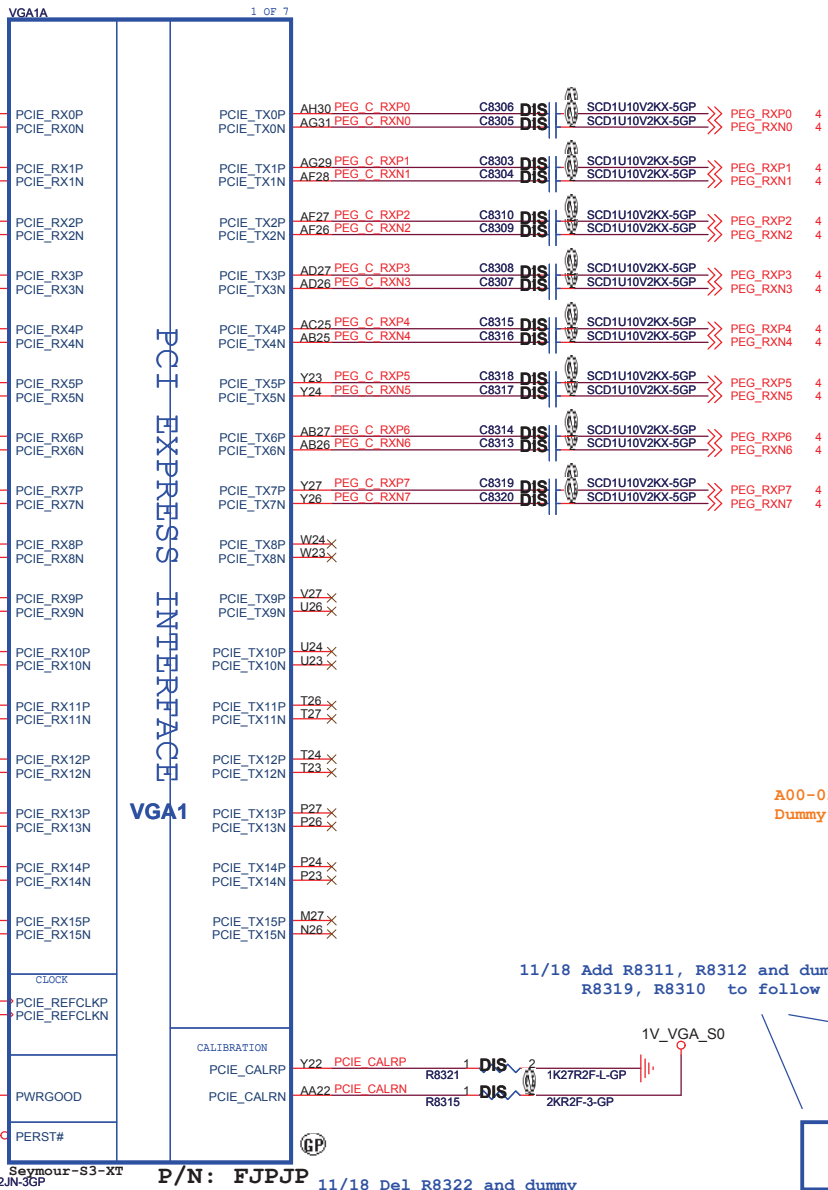 VGA1A 1 OF 7
PCIE_RX0P PCIE_TX0P AH30 PEG_C_RXP0 C8306 DIS SCD1U10V2KX-5GP PEG_RXP0 4
PCIE_RX0N PCIE_TX0N AG31 PEG_C_RXN0 C8305 DIS SCD1U10V2KX-5GP PEG_RXN0 4
PCIE_RX1P PCIE_TX1P AG29 PEG_C_RXP1 C8303 DIS SCD1U10V2KX-5GP PEG_RXP1 4
PCIE_RX1N PCIE_TX1N AF28 PEG_C_RXN1 C8304 DIS SCD1U10V2KX-5GP PEG_RXN1 4
PCIE_RX2P PCIE_TX2P AF27 PEG_C_RXP2 C8310 DIS SCD1U10V2KX-5GP PEG_RXP2 4
PCIE_RX2N PCIE_TX2N AF26 PEG_C_RXN2 C8309 DIS SCD1U10V2KX-5GP PEG_RXN2 4
PCIE_RX3P PCIE_TX3P AD27 PEG_C_RXP3 C8308 DIS SCD1U10V2KX-5GP PEG_RXP3 4
PCIE_RX3N PCIE_TX3N AD26 PEG_C_RXN3 C8307 DIS SCD1U10V2KX-5GP PEG_RXN3 4
PCIE_RX4P PCIE_TX4P AC25 PEG_C_RXP4 C8315 DIS SCD1U10V2KX-5GP PEG_RXP4 4
PCIE_RX4N PCIE_TX4N AB25 PEG_C_RXN4 C8316 DIS SCD1U10V2KX-5GP PEG_RXN4 4
PCIE_RX5P PCIE_TX5P Y23 PEG_C_RXP5 C8318 DIS SCD1U10V2KX-5GP PEG_RXP5 4
PCIE_RX5N PCIE_TX5N Y24 PEG_C_RXN5 C8317 DIS SCD1U10V2KX-5GP PEG_RXN5 4
PCIE_RX6P PCIE_TX6P AB27 PEG_C_RXP6 C8314 DIS SCD1U10V2KX-5GP PEG_RXP6 4
PCIE_RX6N PCIE_TX6N AB26 PEG_C_RXN6 C8313 DIS SCD1U10V2KX-5GP PEG_RXN6 4
PCIE_RX7P PCIE_TX7P Y27 PEG_C_RXP7 C8319 DIS SCD1U10V2KX-5GP PEG_RXP7 4
PCIE_RX7N PCIE_TX7N Y26 PEG_C_RXN7 C8320 DIS SCD1U10V2KX-5GP PEG_RXN7 4
PCI EXPRESS INTERFACE
PCIE_RX8P PCIE_TX8P W24
PCIE_RX8N PCIE_TX8N W23
PCIE_RX9P PCIE_TX9P V27
PCIE_RX9N PCIE_TX9N U26
PCIE_RX10P PCIE_TX10P U24
PCIE_RX10N PCIE_TX10N U23
PCIE_RX11P PCIE_TX11P T26
PCIE_RX11N PCIE_TX11N T27
PCIE_RX12P PCIE_TX12P T24
PCIE_RX12N PCIE_TX12N T23
A00-0
Dummy
VGA1
PCIE_RX13P PCIE_TX13P P27
PCIE_RX13N PCIE_TX13N P26
PCIE_RX14P PCIE_TX14P P24
PCIE_RX14N PCIE_TX14N P23
PCIE_RX15P PCIE_TX15P M27
PCIE_RX15N PCIE_TX15N N26
11/18 Add R8311, R8312 and dum
R8319, R8310 to follow
CLOCK
PCIE_REFCLKP
PCIE_REFCLKN
1V_VGA_S0
CALIBRATION
PCIE_CALRP Y22 PCIE_CALRP R8321 1 DIS 2 1K27R2F-L-GP
PWRGOOD PCIE_CALRN AA22 PCIE_CALRN R8315 1 DIS 2KR2F-3-GP
PERST#
GP
Seymour-S3-XT
2JN-3GP
P/N: FJPJP
11/18 Del R8322 and dummy